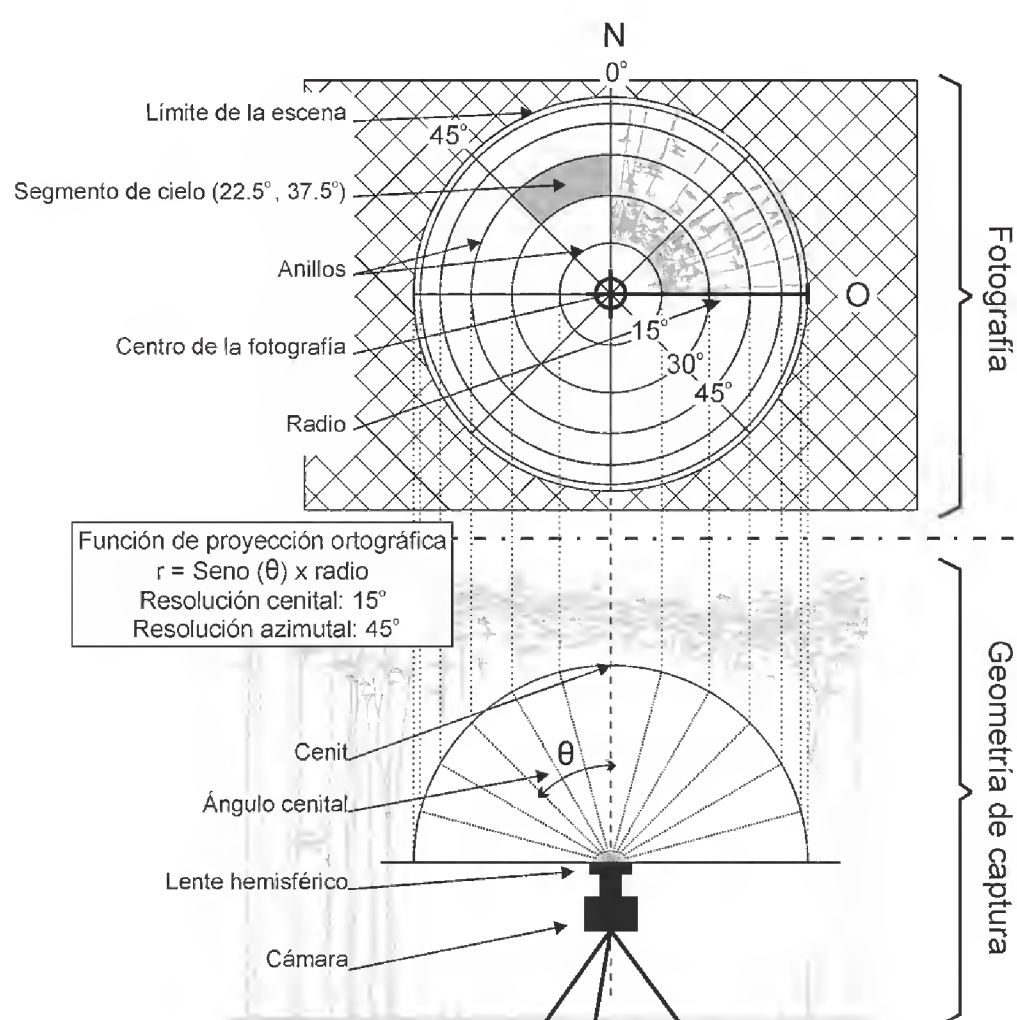 N
0°
Límite de la escena
45°
Segmento de cielo (22.5°, 37.5°)
Anillos
O
Centro de la fotografía
15°
30°
45°
Radio
Fotografía
Función de proyección ortográfica
r = Seno (θ) x radio
Resolución cenital: 15°
Resolución azimutal: 45°
Cenit
θ
Ángulo cenital
Lente hemisférico
Cámara
Geometría de captura